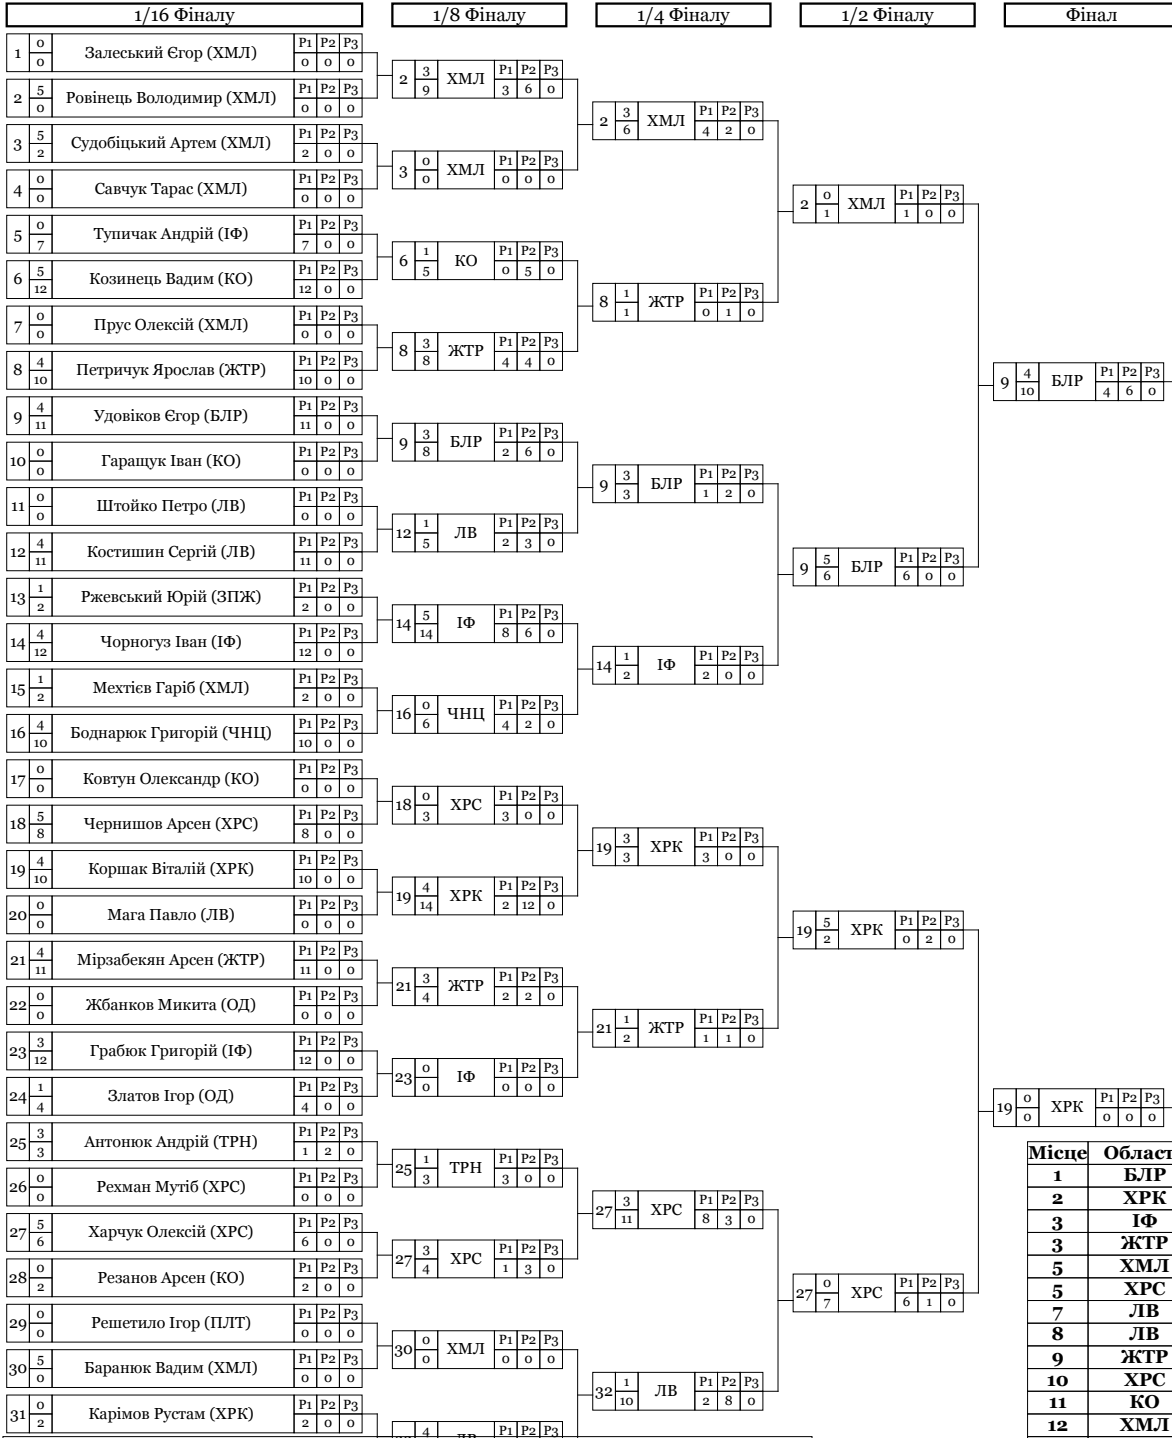 1/16 Фіналу
1/8 Фіналу
1/4 Фіналу
1/2 Фіналу
Фінал
1 0 0 Залеський Єгор (ХМЛ) P1 P2 P3 0 0 0
2 5 0 Ровінець Володимир (ХМЛ) P1 P2 P3 0 0 0
3 5 2 Судобіцький Артем (ХМЛ) P1 P2 P3 2 0 0
4 0 0 Савчук Тарас (ХМЛ) P1 P2 P3 0 0 0
5 0 7 Тупичак Андрій (ІФ) P1 P2 P3 7 0 0
6 5 12 Козинець Вадим (КО) P1 P2 P3 12 0 0
7 0 0 Прус Олексій (ХМЛ) P1 P2 P3 0 0 0
8 4 10 Петричук Ярослав (ЖТР) P1 P2 P3 10 0 0
9 4 11 Удовіков Єгор (БЛР) P1 P2 P3 11 0 0
10 0 0 Гаращук Іван (КО) P1 P2 P3 0 0 0
11 0 0 Штойко Петро (ЛВ) P1 P2 P3 0 0 0
12 4 11 Костишин Сергій (ЛВ) P1 P2 P3 11 0 0
13 1 2 Ржевський Юрій (ЗПЖ) P1 P2 P3 2 0 0
14 4 12 Чорногуз Іван (ІФ) P1 P2 P3 12 0 0
15 1 2 Мехтієв Гаріб (ХМЛ) P1 P2 P3 2 0 0
16 4 10 Боднарюк Григорій (ЧНЦ) P1 P2 P3 10 0 0
17 0 0 Ковтун Олександр (КО) P1 P2 P3 0 0 0
18 5 8 Чернишов Арсен (ХРС) P1 P2 P3 8 0 0
19 4 10 Коршак Віталій (ХРК) P1 P2 P3 10 0 0
20 0 0 Мага Павло (ЛВ) P1 P2 P3 0 0 0
21 4 11 Мірзабекян Арсен (ЖТР) P1 P2 P3 11 0 0
22 0 0 Жбанков Микита (ОД) P1 P2 P3 0 0 0
23 3 12 Грабюк Григорій (ІФ) P1 P2 P3 12 0 0
24 1 4 Златов Ігор (ОД) P1 P2 P3 4 0 0
25 3 3 Антонюк Андрій (ТРН) P1 P2 P3 1 2 0
26 0 0 Рехман Мутіб (ХРС) P1 P2 P3 0 0 0
27 5 6 Харчук Олексій (ХРС) P1 P2 P3 6 0 0
28 0 2 Резанов Арсен (КО) P1 P2 P3 2 0 0
29 0 0 Решетило Ігор (ПЛТ) P1 P2 P3 0 0 0
30 5 0 Баранюк Вадим (ХМЛ) P1 P2 P3 0 0 0
31 0 2 Карімов Рустам (ХРК) P1 P2 P3 2 0 0
2 3 9 ХМЛ P1 P2 P3 3 6 0
3 0 0 ХМЛ P1 P2 P3 0 0 0
6 1 5 КО P1 P2 P3 0 5 0
8 3 8 ЖТР P1 P2 P3 4 4 0
9 3 8 БЛР P1 P2 P3 2 6 0
12 1 5 ЛВ P1 P2 P3 2 3 0
14 5 14 ІФ P1 P2 P3 8 6 0
16 0 6 ЧНЦ P1 P2 P3 4 2 0
18 0 3 ХРС P1 P2 P3 3 0 0
19 4 14 ХРК P1 P2 P3 2 12 0
21 3 4 ЖТР P1 P2 P3 2 2 0
23 0 0 ІФ P1 P2 P3 0 0 0
25 1 3 ТРН P1 P2 P3 3 0 0
27 3 4 ХРС P1 P2 P3 1 3 0
30 0 0 ХМЛ P1 P2 P3 0 0 0
4 P1 P2 P3
2 3 6 ХМЛ P1 P2 P3 4 2 0
8 1 1 ЖТР P1 P2 P3 0 1 0
9 3 3 БЛР P1 P2 P3 1 2 0
14 1 2 ІФ P1 P2 P3 2 0 0
19 3 3 ХРК P1 P2 P3 3 0 0
21 1 2 ЖТР P1 P2 P3 1 1 0
27 3 11 ХРС P1 P2 P3 8 3 0
32 1 10 ЛВ P1 P2 P3 2 8 0
2 0 1 ХМЛ P1 P2 P3 1 0 0
9 5 6 БЛР P1 P2 P3 6 0 0
19 5 2 ХРК P1 P2 P3 0 2 0
27 0 7 ХРС P1 P2 P3 6 1 0
9 4 10 БЛР P1 P2 P3 4 6 0
19 0 0 ХРК P1 P2 P3 0 0 0
Місце Област
1 БЛР
2 ХРК
3 ІФ
3 ЖТР
5 ХМЛ
5 ХРС
7 ЛВ
8 ЛВ
9 ЖТР
10 ХРС
11 КО
12 ХМЛ